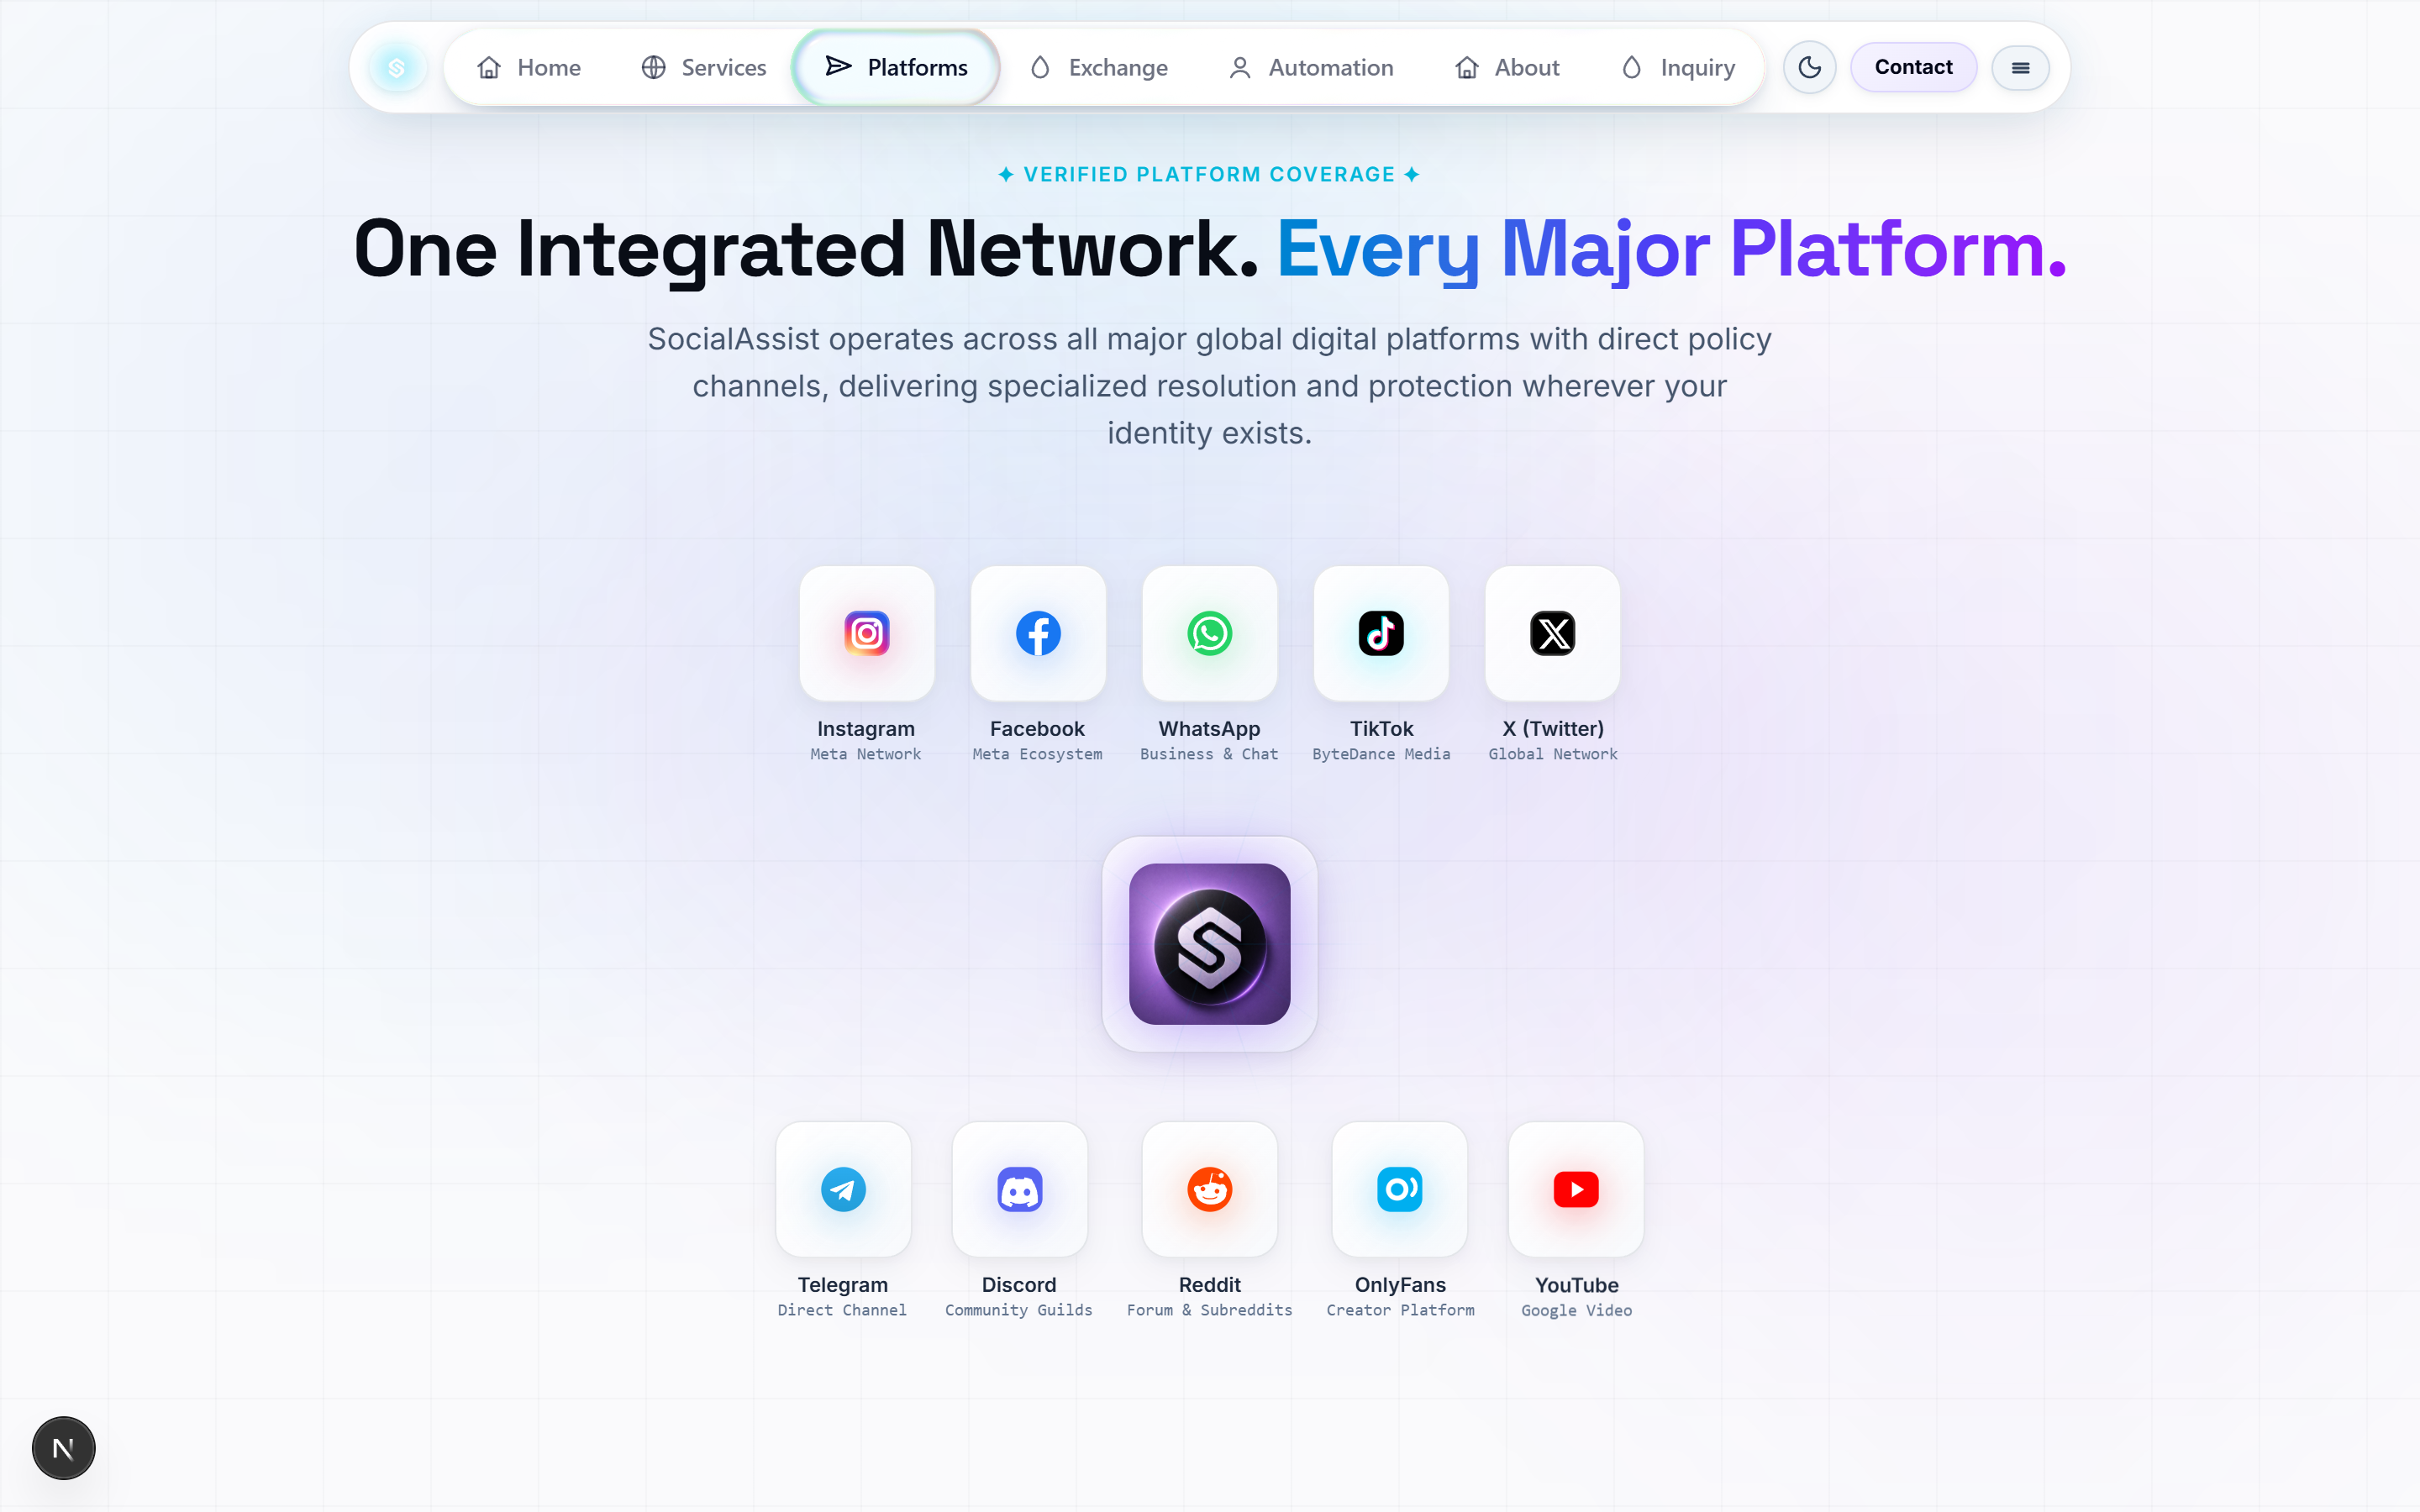 Home Services Platforms Exchange Automation About Inquiry Contact
✦ VERIFIED PLATFORM COVERAGE ✦
One Integrated Network. Every Major Platform.
SocialAssist operates across all major global digital platforms with direct policy
channels, delivering specialized resolution and protection wherever your
identity exists.
Instagram Facebook WhatsApp TikTok X (Twitter)
Meta Network Meta Ecosystem Business & Chat ByteDance Media Global Network
Telegram Discord Reddit OnlyFans YouTube
Direct Channel Community Guilds Forum & Subreddits Creator Platform Google Video
N